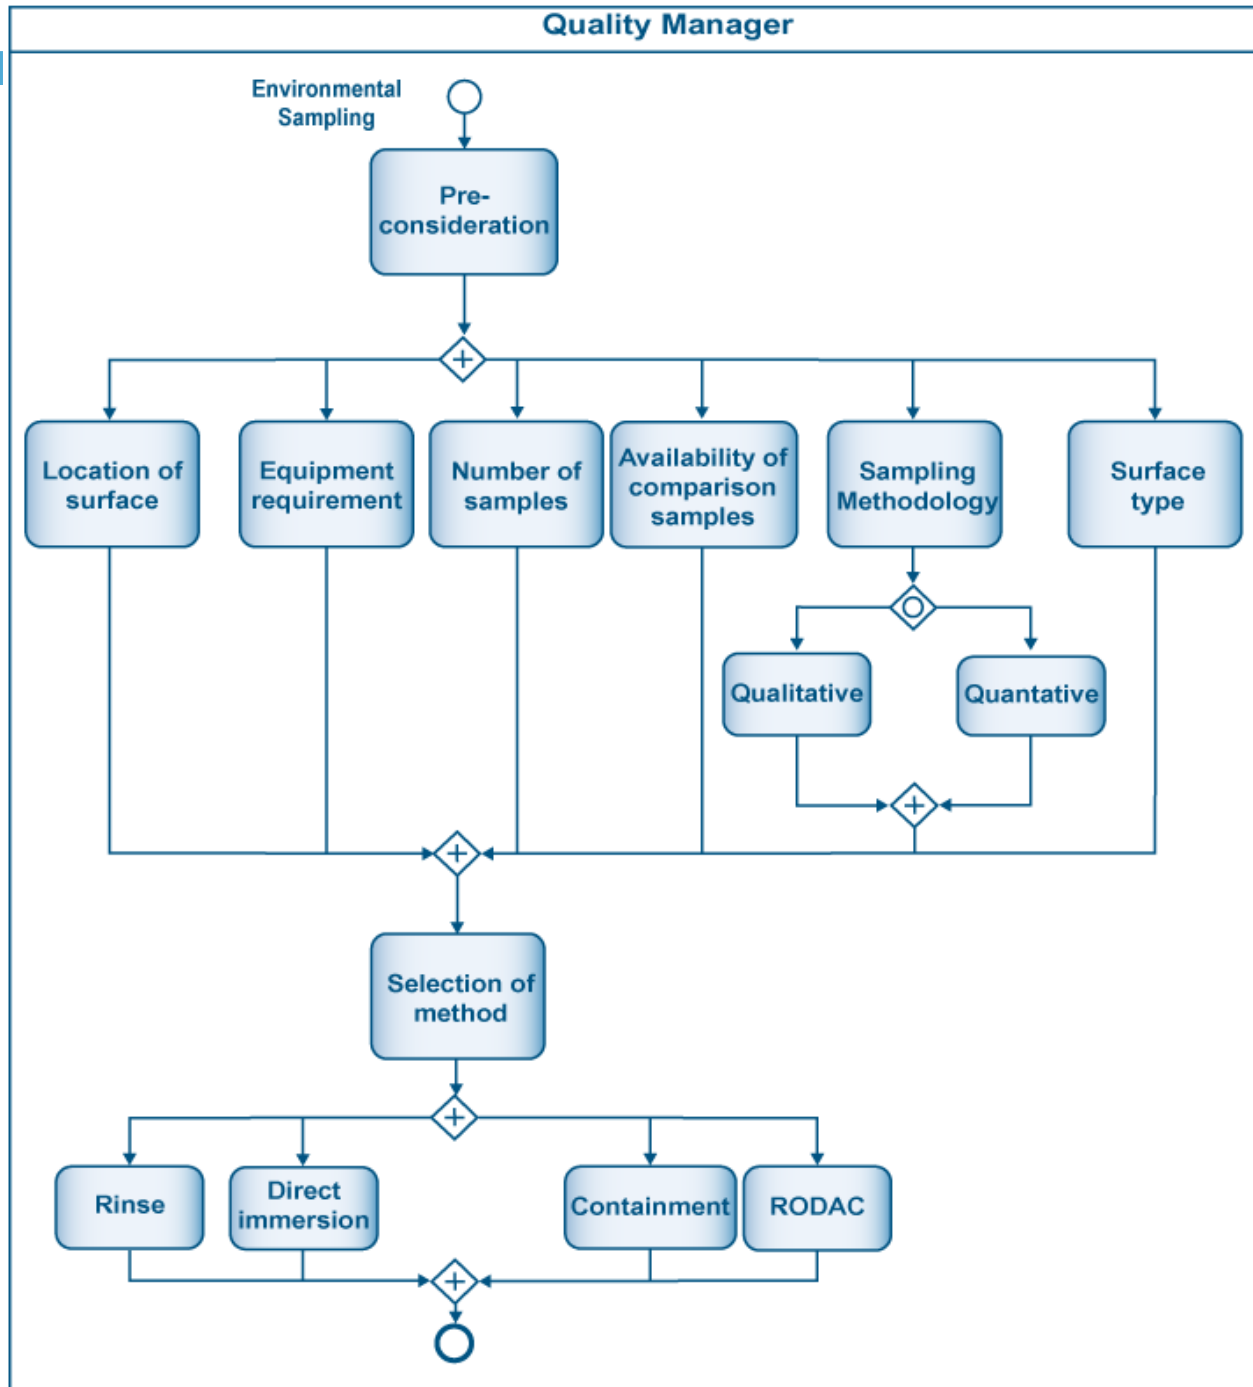 Quality Manager
Environmental
Sampling
Pre-
consideration
Location of
surface
Equipment
requirement
Number of
samples
Availability of
comparison
samples
Sampling
Methodology
Surface
type
Qualitative
Quantative
Selection of
method
Rinse
Direct
immersion
Containment
RODAC